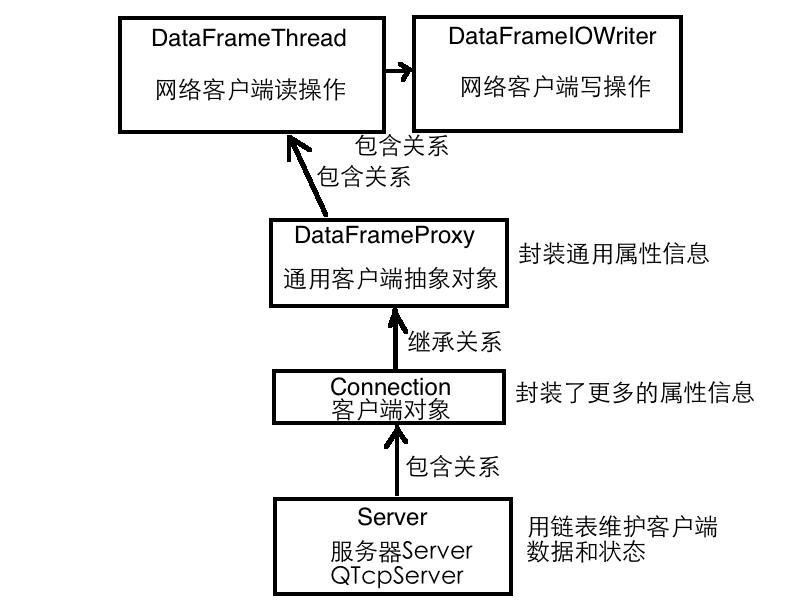 DataFrameThread
网络客户端读操作
DataFrameIOWriter
网络客户端写操作
包含关系
包含关系
DataFrameProxy
通用客户端抽象对象
封装通用属性信息
继承关系
Connection
客户端对象
封装了更多的属性信息
包含关系
Server
服务器Server
QTcpServer
用链表维护客户端
数据和状态